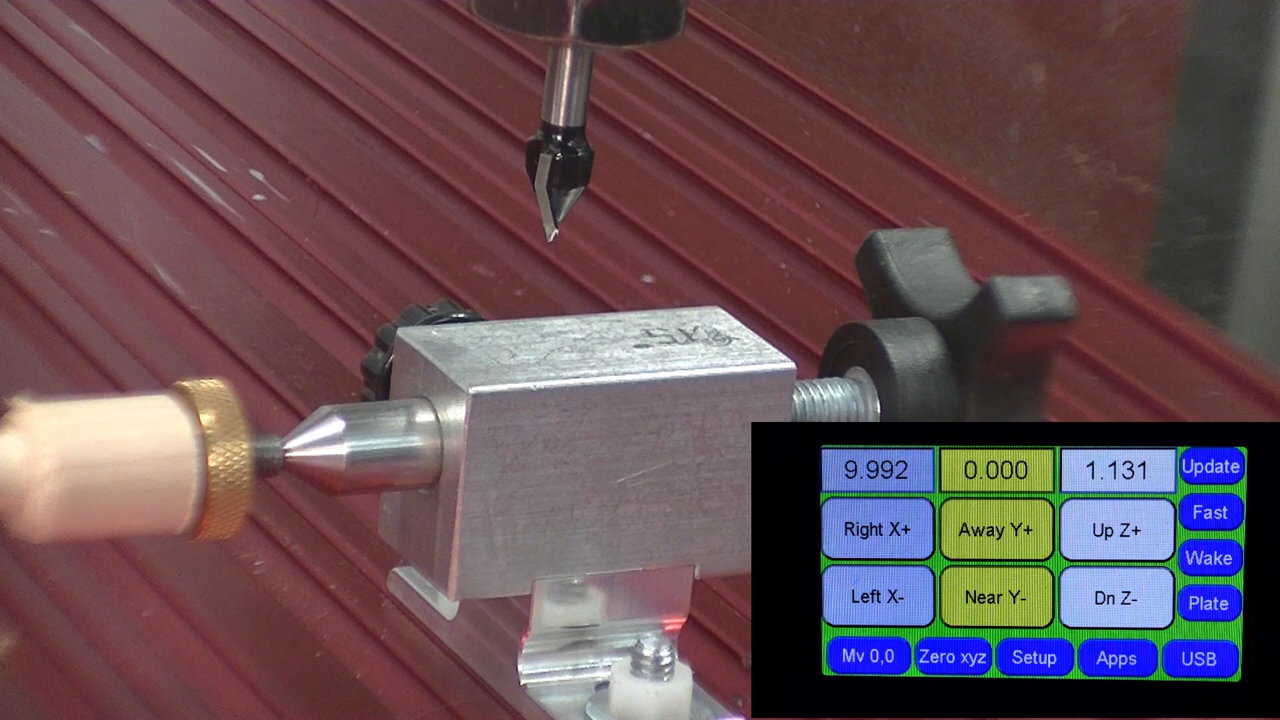 9.992 0.000 1.131 Update
Right X+ Away Y+ Up Z+ Fast
Wake
Left X- Near Y- Dn Z- Plate
Mv 0,0 Zero xyz Setup Apps USB